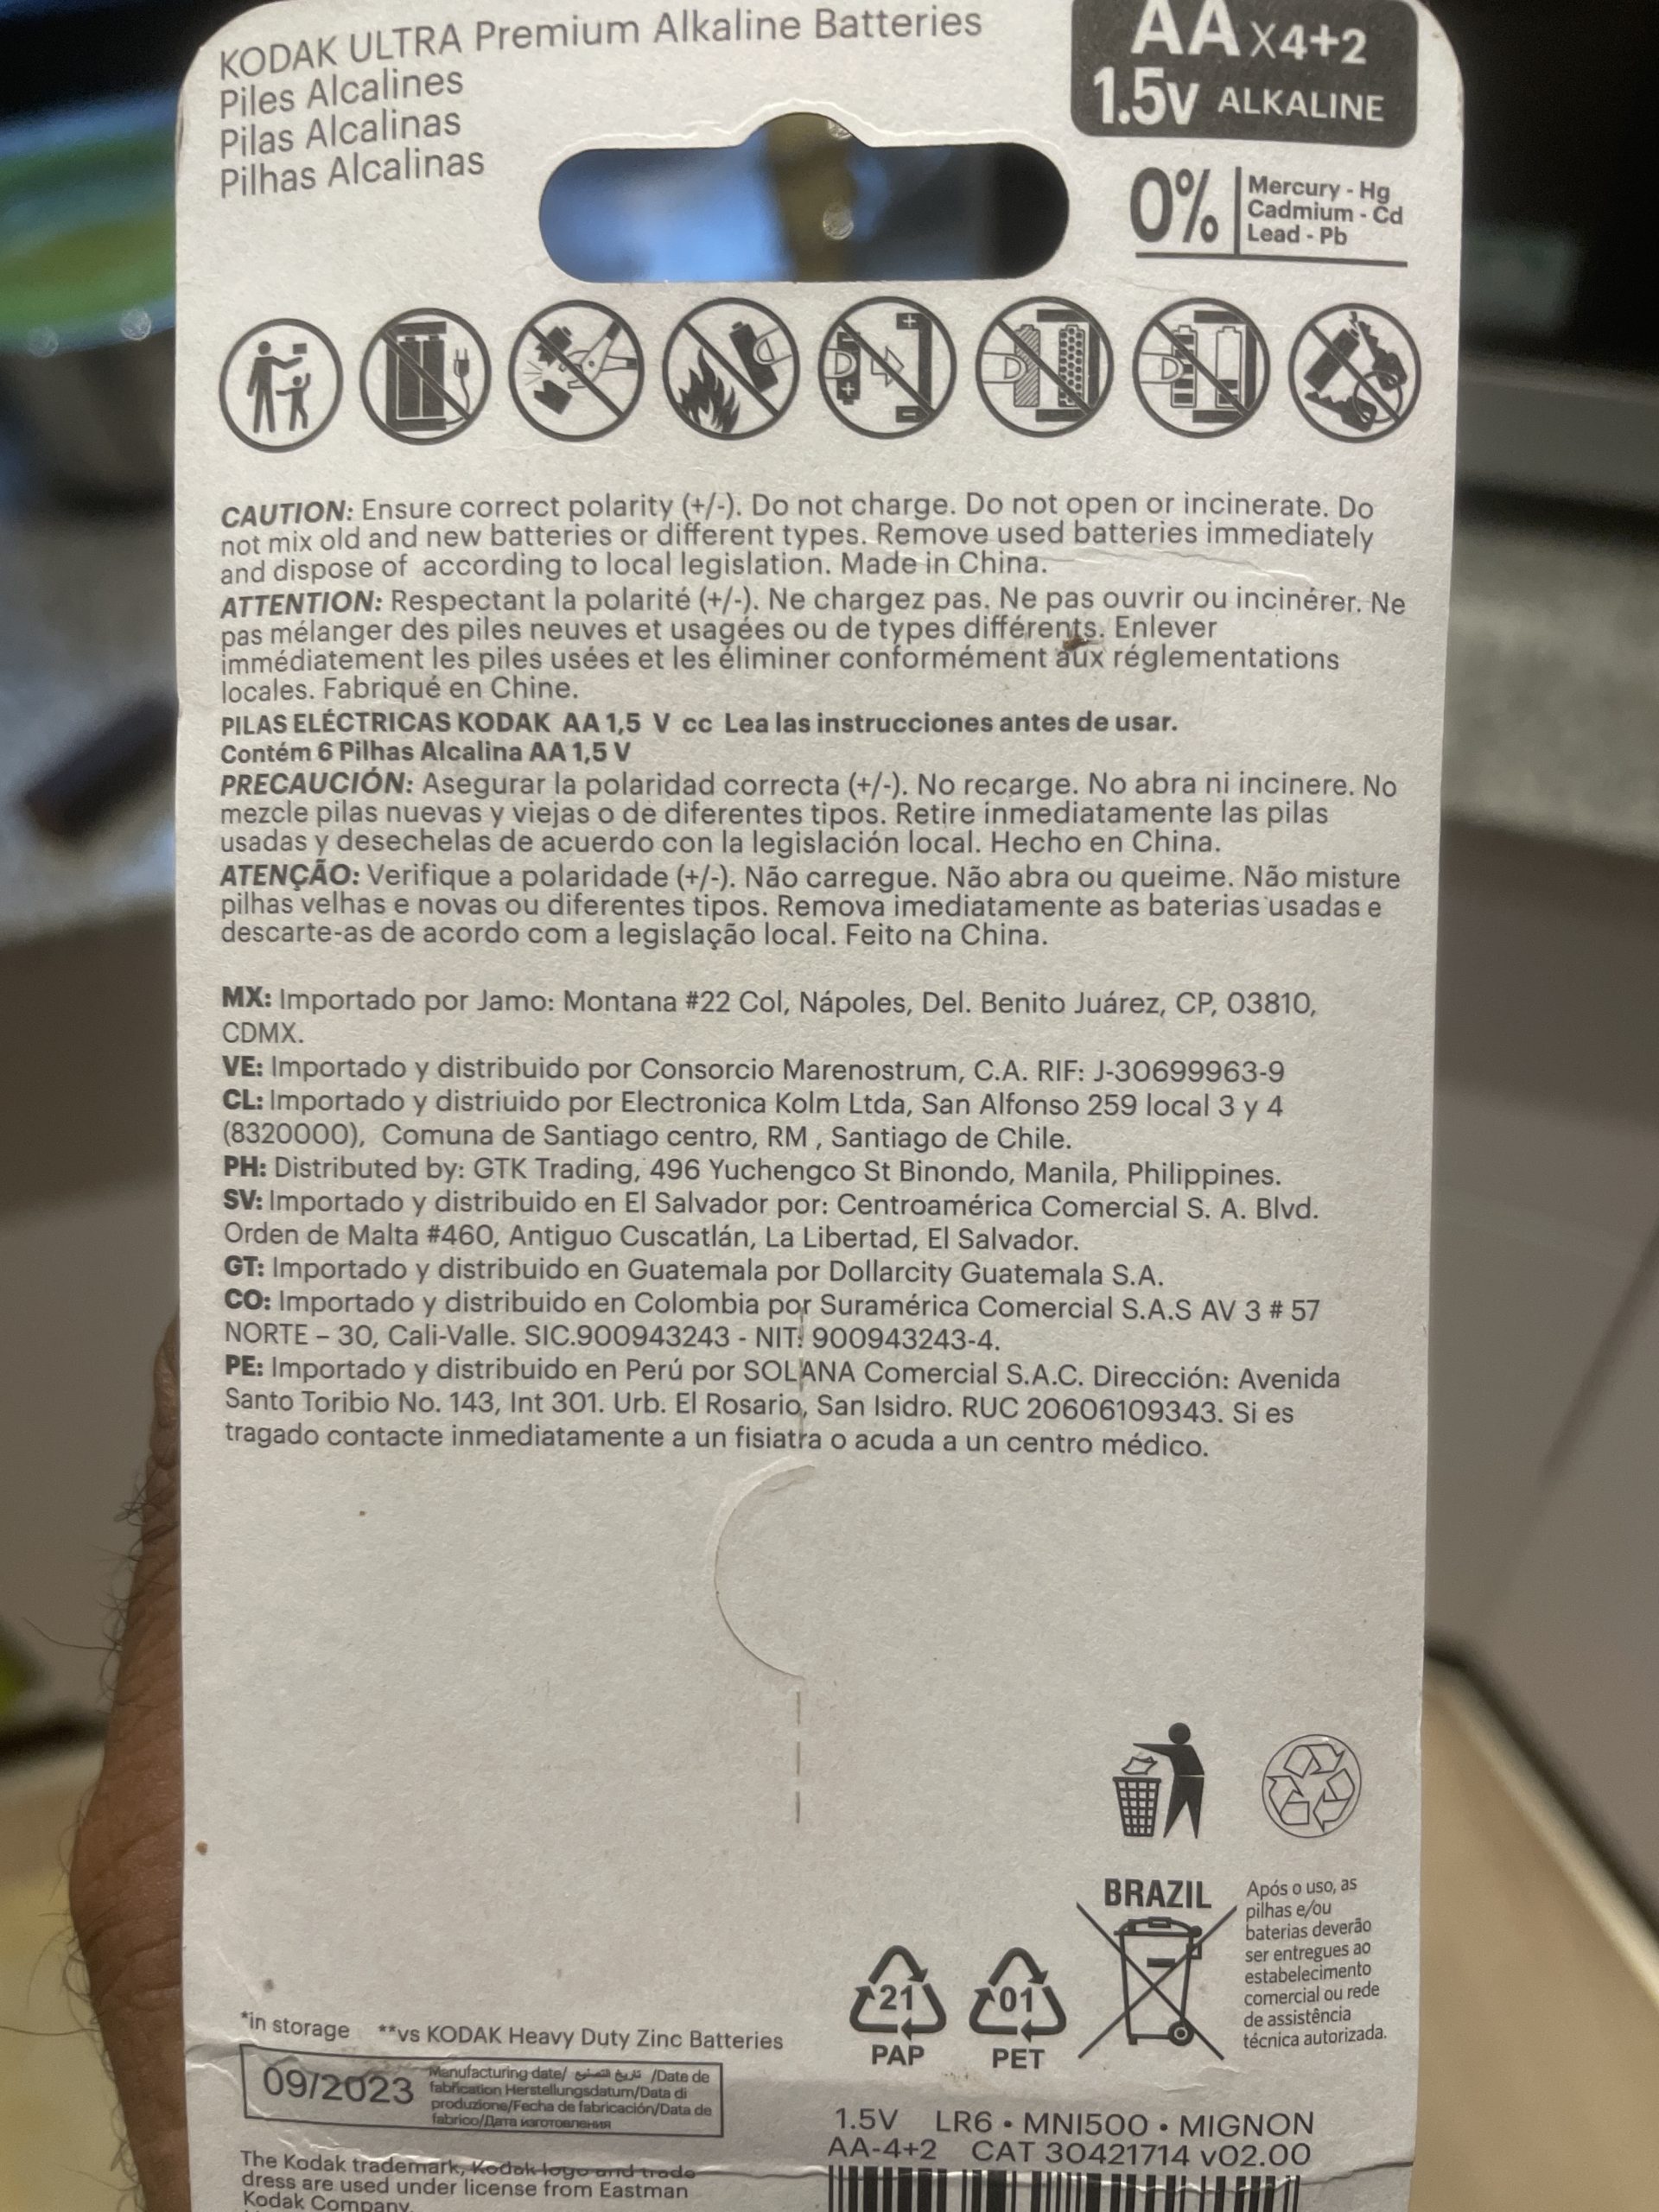 KODAK ULTRA Premium Alkaline Batteries
Piles Alcalines
Pilas Alcalinas
Pilhas Alcalinas
AA x4+2
1.5V ALKALINE
0%
Mercury - Hg
Cadmium - Cd
Lead - Pb
CAUTION: Ensure correct polarity (+/-). Do not charge. Do not open or incinerate. Do
not mix old and new batteries or different types. Remove used batteries immediately
and dispose of according to local legislation. Made in China.
ATTENTION: Respectant la polarité (+/-). Ne chargez pas. Ne pas ouvrir ou incinérer. Ne
pas mélanger des piles neuves et usagées ou de types différents. Enlever
immédiatement les piles usées et les éliminer conformément aux réglementations
locales. Fabriqué en Chine.
PILAS ELÉCTRICAS KODAK AA 1,5 V cc Lea las instrucciones antes de usar.
Contém 6 Pilhas Alcalina AA 1,5 V
PRECAUCIÓN: Asegurar la polaridad correcta (+/-). No recarge. No abra ni incinere. No
mezcle pilas nuevas y viejas o de diferentes tipos. Retire inmediatamente las pilas
usadas y desechelas de acuerdo con la legislación local. Hecho en China.
ATENÇÃO: Verifique a polaridade (+/-). Não carregue. Não abra ou queime. Não misture
pilhas velhas e novas ou diferentes tipos. Remova imediatamente as baterias usadas e
descarte-as de acordo com a legislação local. Feito na China.
MX: Importado por Jamo: Montana #22 Col, Nápoles, Del. Benito Juárez, CP, 03810,
CDMX.
VE: Importado y distribuido por Consorcio Marenostrum, C.A. RIF: J-30699963-9
CL: Importado y distriuido por Electronica Kolm Ltda, San Alfonso 259 local 3 y 4
(8320000), Comuna de Santiago centro, RM , Santiago de Chile.
PH: Distributed by: GTK Trading, 496 Yuchengco St Binondo, Manila, Philippines.
SV: Importado y distribuido en El Salvador por: Centroamérica Comercial S. A. Blvd.
Orden de Malta #460, Antiguo Cuscatlán, La Libertad, El Salvador.
GT: Importado y distribuido en Guatemala por Dollarcity Guatemala S.A.
CO: Importado y distribuido en Colombia por Suramérica Comercial S.A.S AV 3 # 57
NORTE – 30, Cali-Valle. SIC.900943243 - NIT: 900943243-4.
PE: Importado y distribuido en Perú por SOLANA Comercial S.A.C. Dirección: Avenida
Santo Toribio No. 143, Int 301. Urb. El Rosario, San Isidro. RUC 20606109343. Si es
tragado contacte inmediatamente a un fisiatra o acuda a un centro médico.
BRAZIL
Após o uso, as
pilhas e/ou
baterias deverão
ser entregues ao
estabelecimento
comercial ou rede
de assistência
técnica autorizada.
21
PAP
01
PET
*in storage **vs KODAK Heavy Duty Zinc Batteries
09/2023
Manufacturing date/ تاريخ التصنيع /Date de
fabrication Herstellungsdatum/Data di
produzione/Fecha de fabricación/Data de
fabrico/Дата изготовления
1.5V LR6 • MN1500 • MIGNON
AA-4+2 CAT 30421714 v02.00
The Kodak trademark, Kodak logo and trade
dress are used under license from Eastman
Kodak Company.